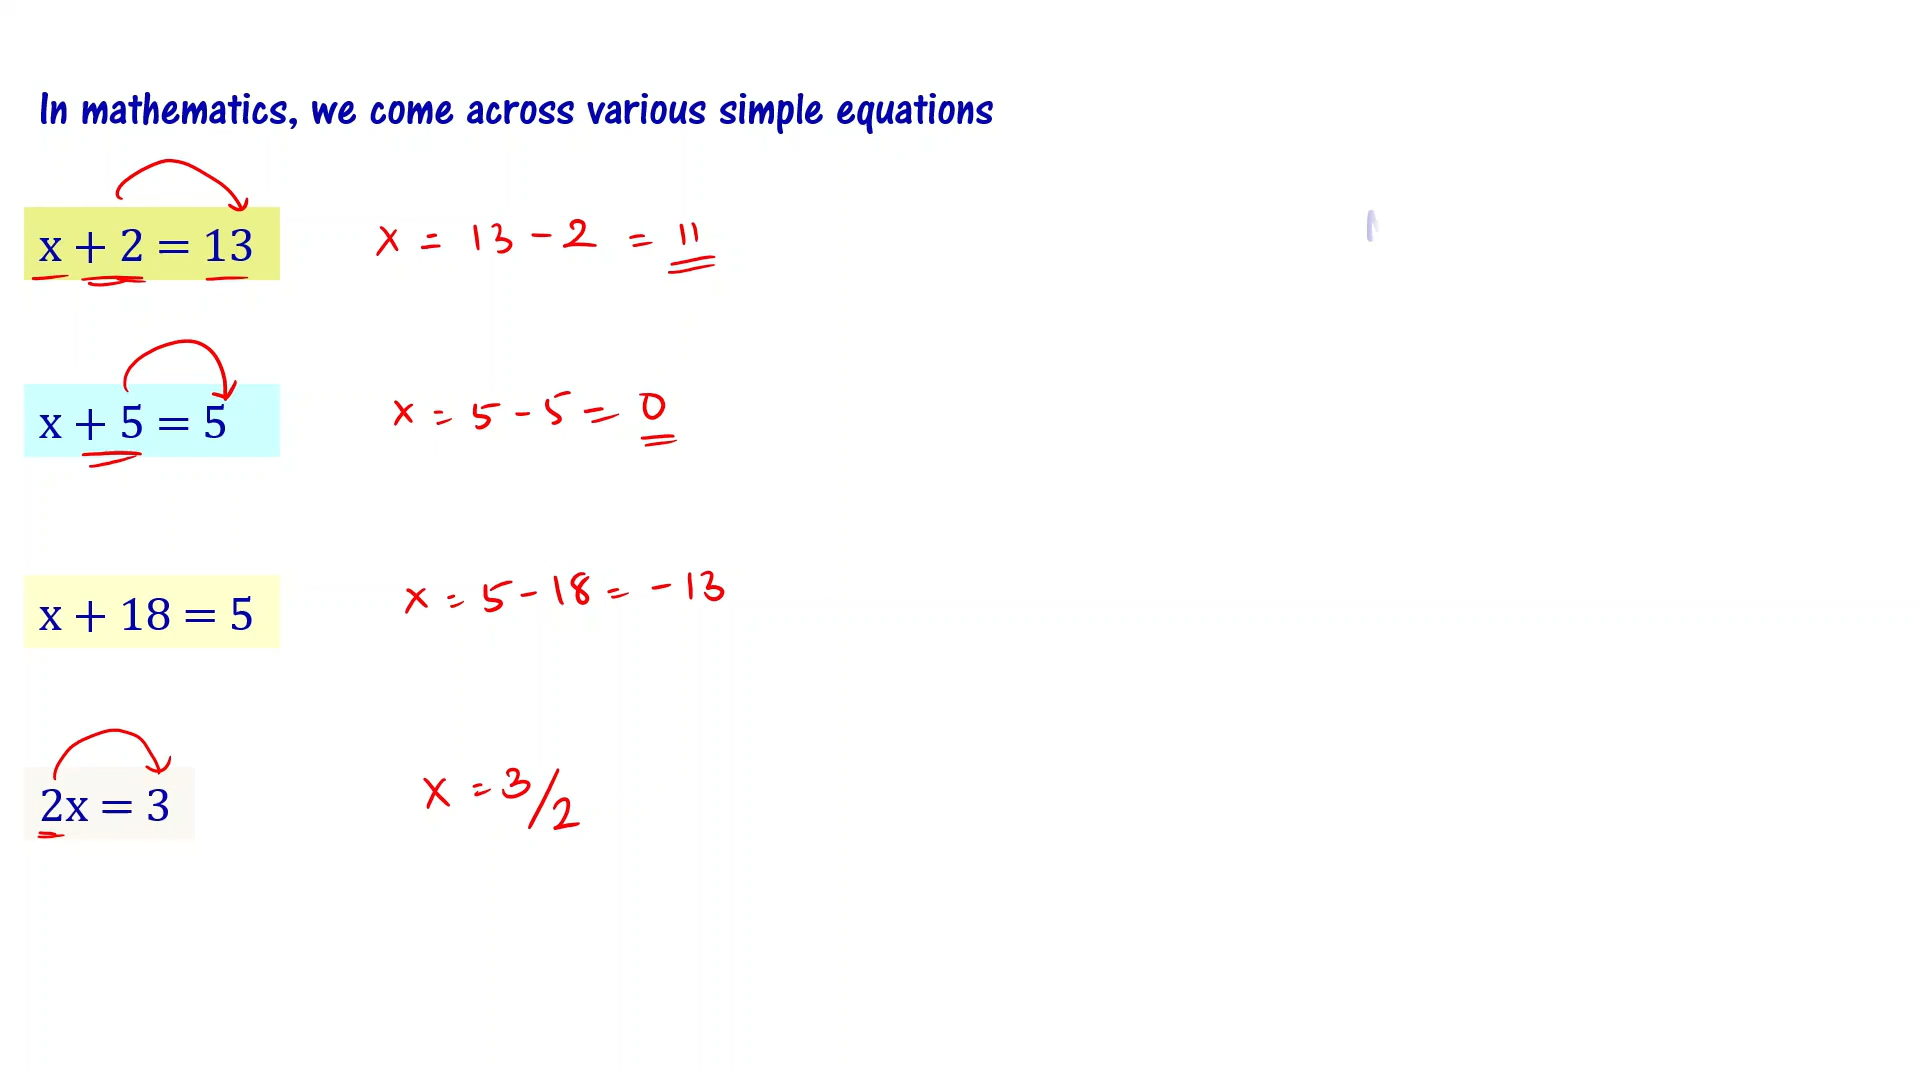 In mathematics, we come across various simple equations
x + 2 = 13 x = 13 - 2 = 11
x + 5 = 5 x = 5 - 5 = 0
x + 18 = 5 x = 5 - 18 = - 13
2x = 3 x = 3/2